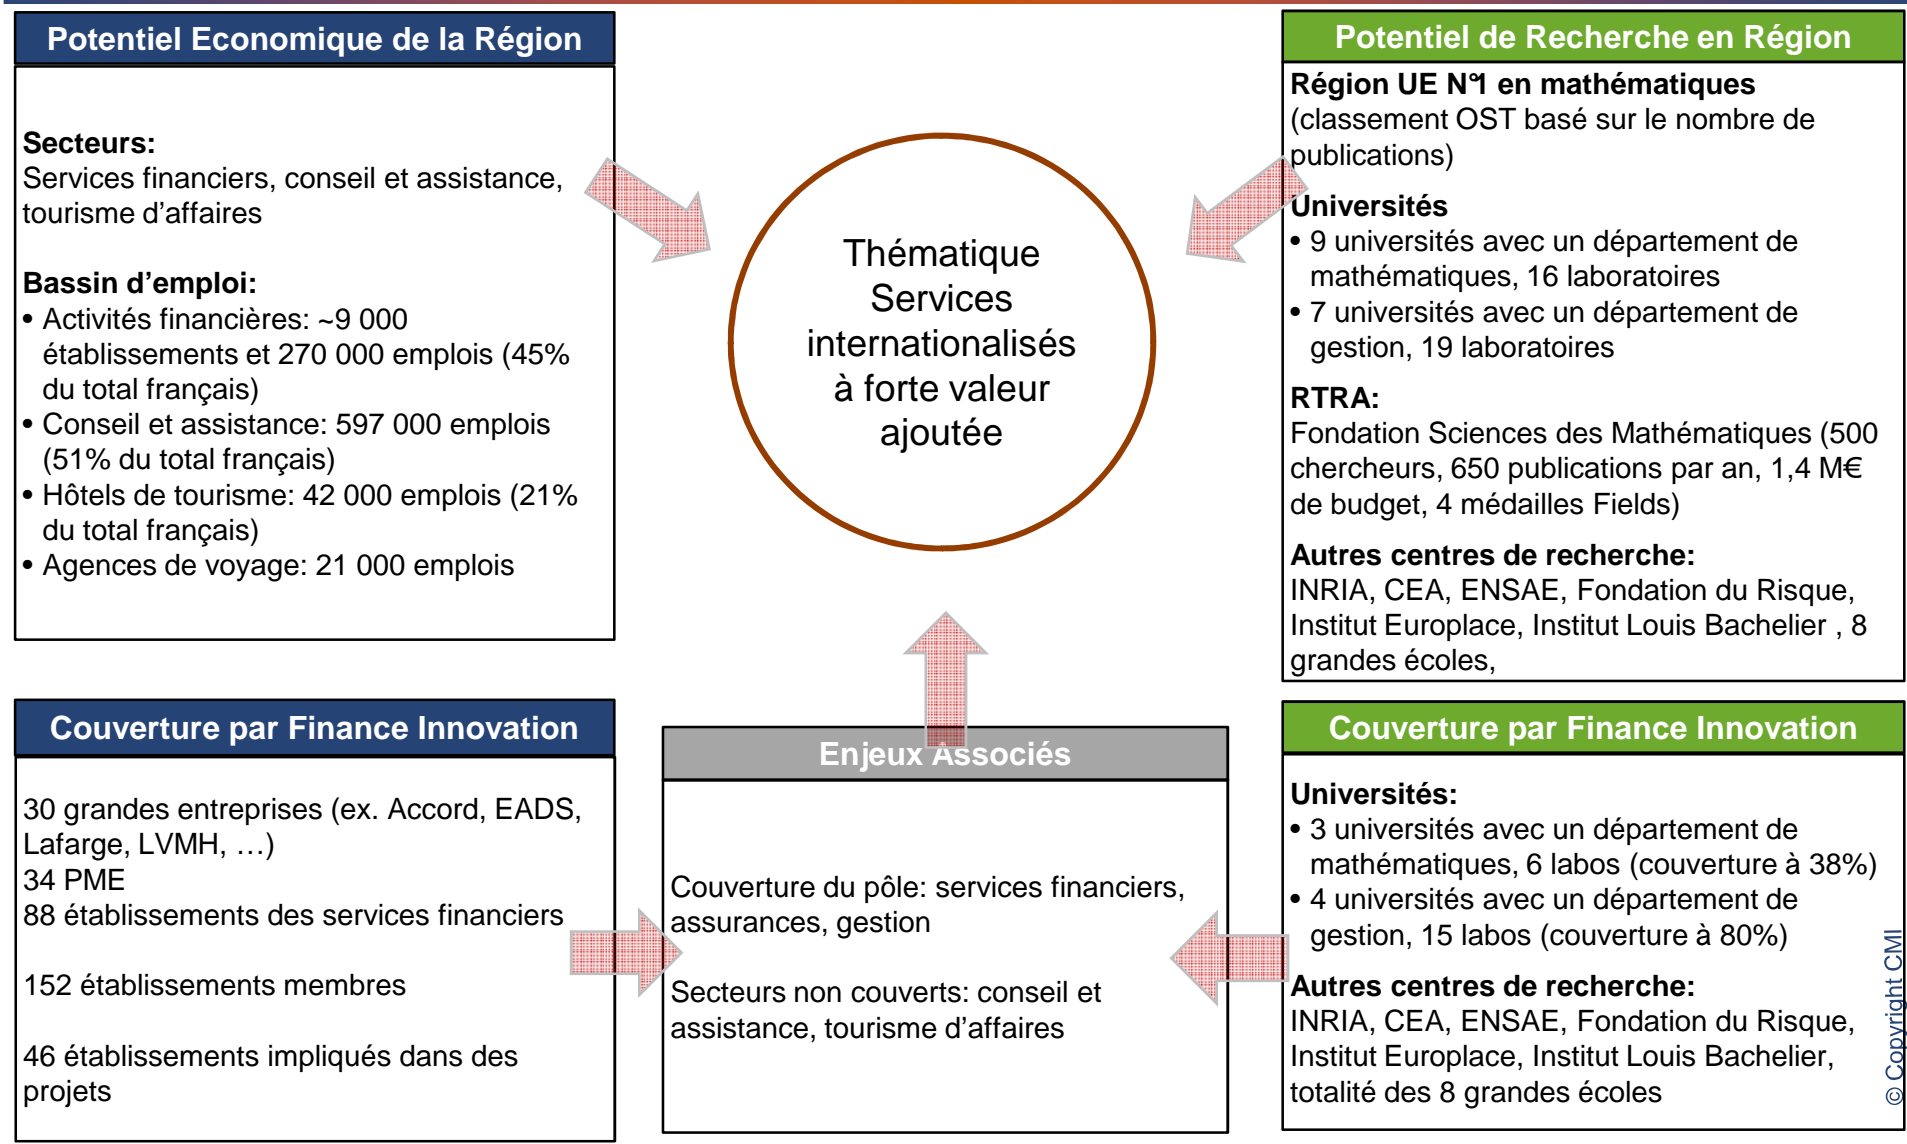 Potentiel Economique de la Région
Secteurs:
Services financiers, conseil et assistance,
tourisme d'affaires
Bassin d'emploi:
• Activités financières: ~9 000
établissements et 270 000 emplois (45%
du total français)
• Conseil et assistance: 597 000 emplois
(51% du total français)
• Hôtels de tourisme: 42 000 emplois (21%
du total français)
• Agences de voyage: 21 000 emplois
Thématique
Services
internationalisés
à forte valeur
ajoutée
Potentiel de Recherche en Région
Région UE N°1 en mathématiques
(classement OST basé sur le nombre de
publications)
Universités
• 9 universités avec un département de
mathématiques, 16 laboratoires
• 7 universités avec un département de
gestion, 19 laboratoires
RTRA:
Fondation Sciences des Mathématiques (500
chercheurs, 650 publications par an, 1,4 M€
de budget, 4 médailles Fields)
Autres centres de recherche:
INRIA, CEA, ENSAE, Fondation du Risque,
Institut Europlace, Institut Louis Bachelier , 8
grandes écoles,
Couverture par Finance Innovation
30 grandes entreprises (ex. Accord, EADS,
Lafarge, LVMH, …)
34 PME
88 établissements des services financiers
152 établissements membres
46 établissements impliqués dans des
projets
Enjeux Associés
Couverture du pôle: services financiers,
assurances, gestion
Secteurs non couverts: conseil et
assistance, tourisme d'affaires
Couverture par Finance Innovation
Universités:
• 3 universités avec un département de
mathématiques, 6 labos (couverture à 38%)
• 4 universités avec un département de
gestion, 15 labos (couverture à 80%)
Autres centres de recherche:
INRIA, CEA, ENSAE, Fondation du Risque,
Institut Europlace, Institut Louis Bachelier,
totalité des 8 grandes écoles
© Copyright CMI